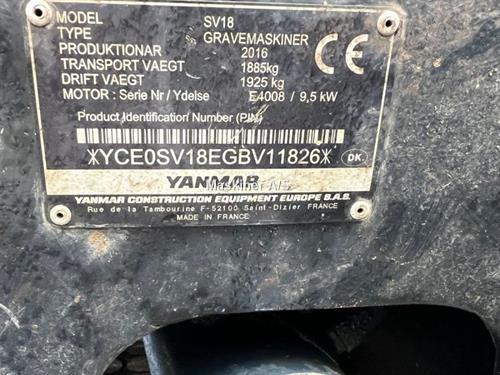 MODEL SV18
TYPE GRAVEMASKINER
PRODUKTIONAR 2016
TRANSPORT VAEGT 1885kg
DRIFT VAEGT 1925 kg
MOTOR : Serie Nr / Ydelse E4008 / 9,5 kW
CE
Product Identification Number (PIN)
*YCE0SV18EGBV11826* DK
YANMAR
Maskiner A/S
YANMAR CONSTRUCTION EQUIPMENT EUROPE S.A.S.
Rue de la Tambourine F-52100 Saint-Dizier FRANCE
MADE IN FRANCE